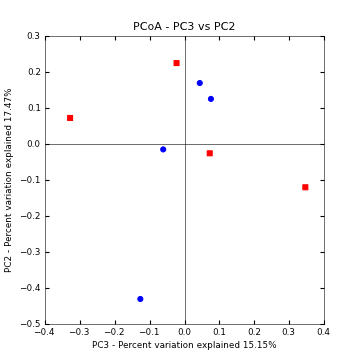 PCoA - PC3 vs PC2
0.3
0.2
0.1
0.0
−0.1
−0.2
−0.3
−0.4
−0.5
PC2 - Percent variation explained 17.47%
−0.4 −0.3 −0.2 −0.1 0.0 0.1 0.2 0.3 0.4
PC3 - Percent variation explained 15.15%